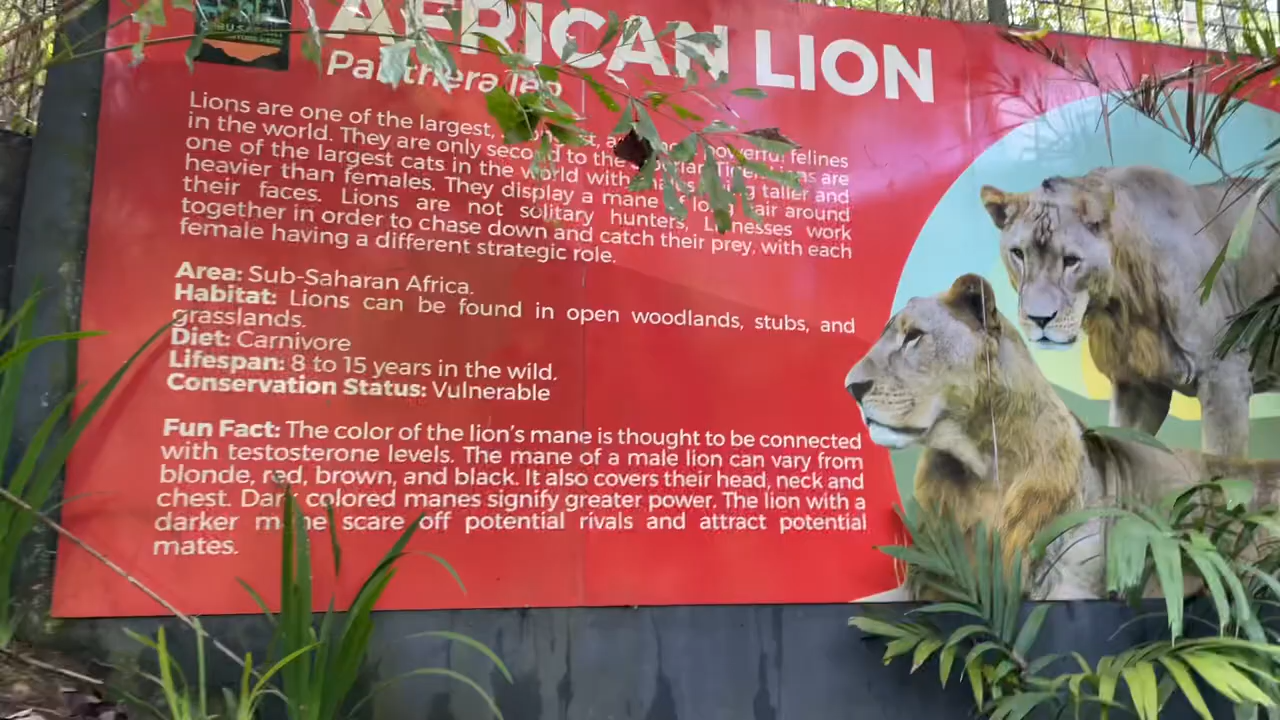 AFRICAN LION
Panthera leo
Lions are one of the largest, powerful felines
in the world. They are only second to the Tigers. are
one of the largest cats in the world with males being taller and
heavier than females. They display a mane of long hair around
their faces. Lions are not solitary hunters, Lionesses work
together in order to chase down and catch their prey, with each
female having a different strategic role.
Area: Sub-Saharan Africa.
Habitat: Lions can be found in open woodlands, stubs, and
grasslands.
Diet: Carnivore
Lifespan: 8 to 15 years in the wild.
Conservation Status: Vulnerable
Fun Fact: The color of the lion's mane is thought to be connected
with testosterone levels. The mane of a male lion can vary from
blonde, red, brown, and black. It also covers their head, neck and
chest. Dark colored manes signify greater power. The lion with a
darker mane scare off potential rivals and attract potential
mates.